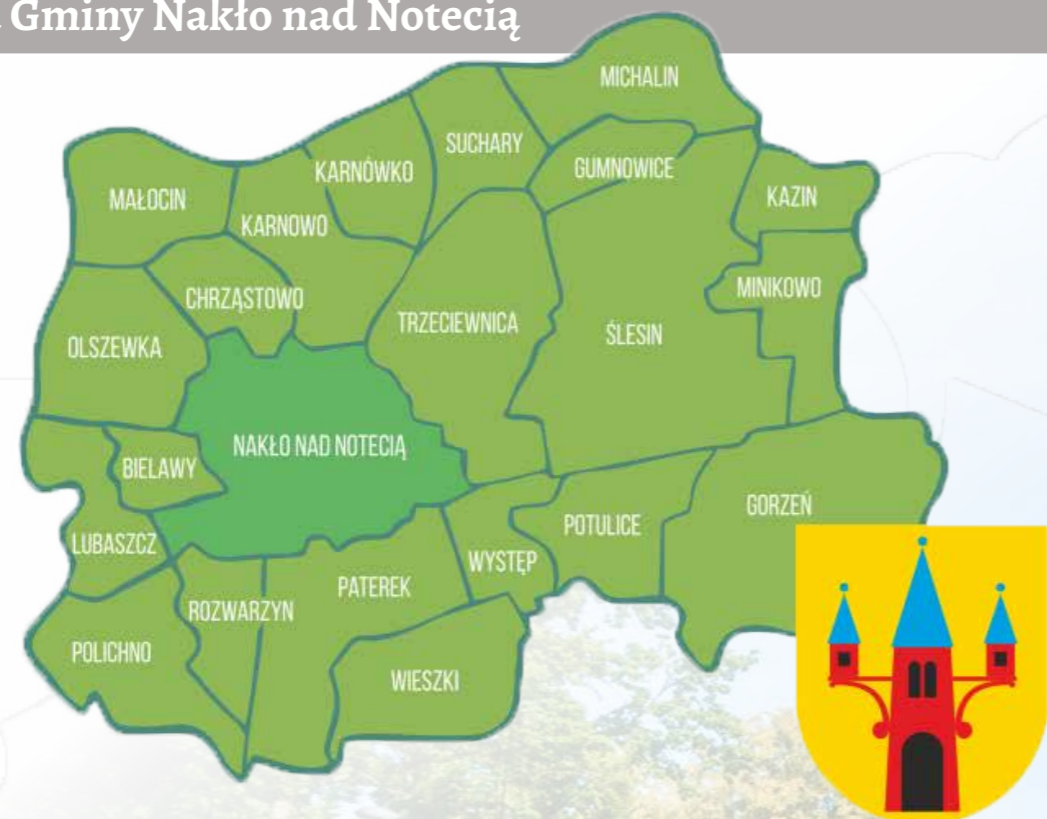 Gminy Nakło nad Notecią
MICHALIN
SUCHARY
KARNÓWKO
GUMNOWICE
MAŁOCIN
KAZIN
KARNOWO
MINIKOWO
CHRZĄSTOWO
TRZECIEWNICA
ŚLESIN
OLSZEWKA
NAKŁO NAD NOTECIĄ
BIELAWY
GORZEŃ
POTULICE
LUBASZCZ
WYSTĘP
PATEREK
ROZWARZYN
POLICHNO
WIESZKI